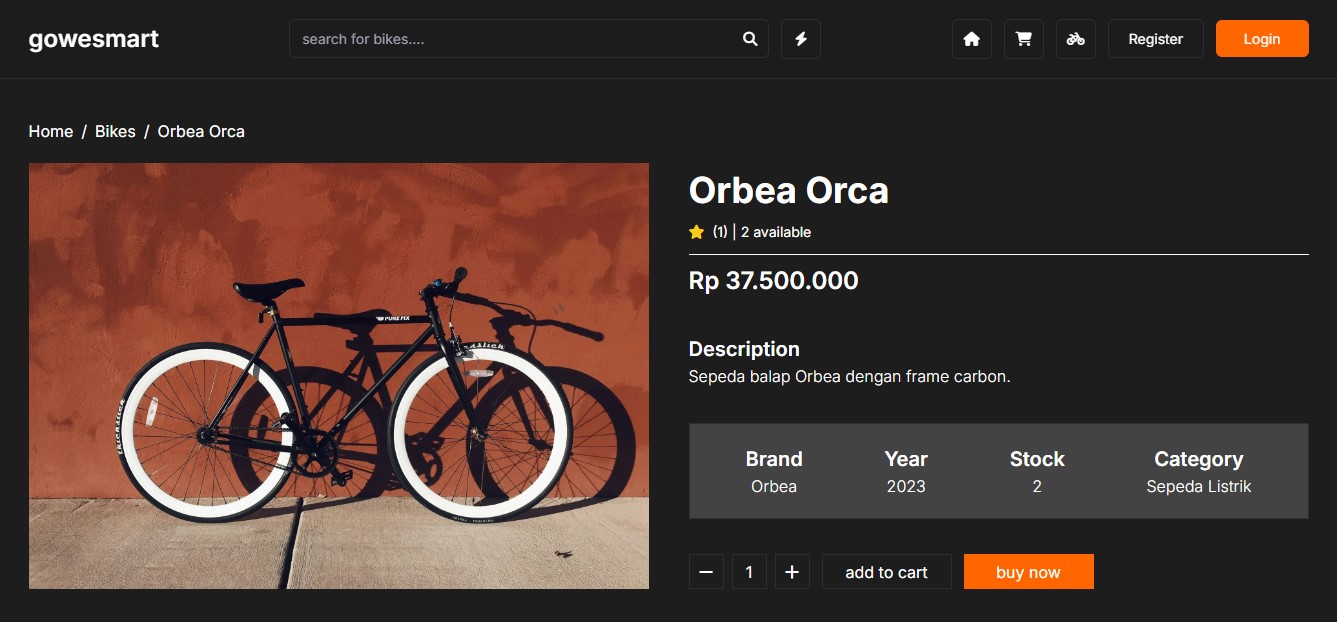 gowesmart
search for bikes....
Register
Login
Home / Bikes / Orbea Orca
PURE FIX
Orbea Orca
(1) | 2 available
Rp 37.500.000
Description
Sepeda balap Orbea dengan frame carbon.
Brand Year Stock Category
Orbea 2023 2 Sepeda Listrik
1 add to cart buy now